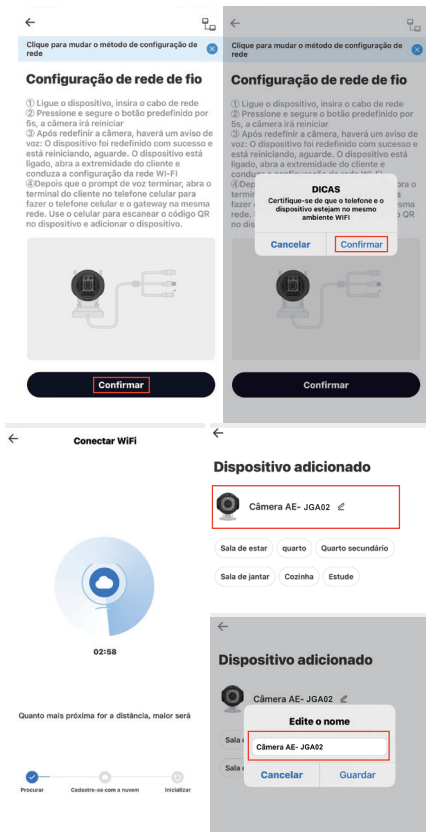 Clique para mudar o método de configuração de
rede
Configuração de rede de fio
① Ligue o dispositivo, insira o cabo de rede
② Pressione e segure o botão predefinido por
5s, a câmera irá reiniciar
③ Após redefinir a câmera, haverá um aviso de
voz: O dispositivo foi redefinido com sucesso e
está reiniciando, aguarde. O dispositivo está
ligado, abra a extremidade do cliente e
conduza a configuração da rede WI-FI
④Depois que o prompt de voz terminar, abra o
terminal do cliente no telefone celular para
fazer o telefone celular e o gateway na mesma
rede. Use o celular para escanear o código QR
no dispositivo e adicionar o dispositivo.
Confirmar
Clique para mudar o método de configuração de
rede
Configuração de rede de fio
① Ligue o dispositivo, insira o cabo de rede
② Pressione e segure o botão predefinido por
5s, a câmera irá reiniciar
③ Após redefinir a câmera, haverá um aviso de
voz: O dispositivo foi redefinido com sucesso e
está reiniciando, aguarde. O dispositivo está
ligado, abra a extremidade do cliente e
conduza a configuração da rede WI-FI
DICAS
Certifique-se de que o telefone e o
dispositivo estejam no mesmo
ambiente WIFI
Cancelar Confirmar
Confirmar
Conectar WiFi
02:58
Quanto mais próxima for a distância, maior será
Procurar Cadastre-se com a nuvem Inicializar
Dispositivo adicionado
Câmera AE- JGA02
Sala de estar quarto Quarto secundário
Sala de jantar Cozinha Estude
Dispositivo adicionado
Câmera AE- JGA02
Edite o nome
Sala
Câmera AE- JGA02
Sala
Cancelar Guardar